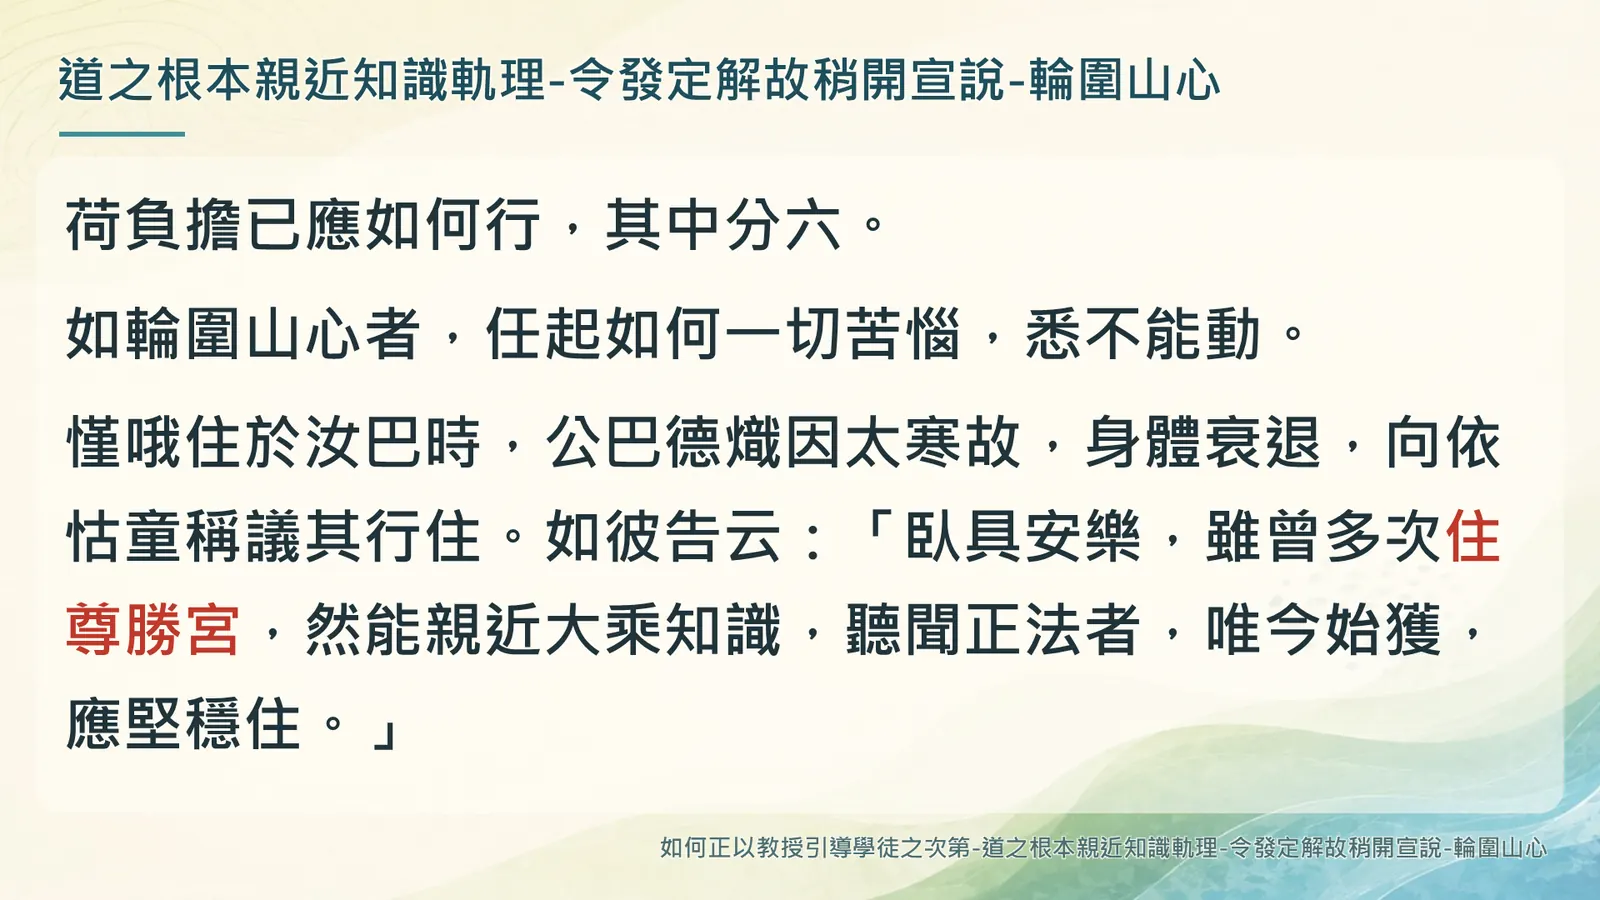 道之根本親近知識軌理-令發定解故稍開宣說-輪圍山心
荷負擔已應如何行，其中分六。
如輪圍山心者，任起如何一切苦惱，悉不能動。
慬哦住於汝巴時，公巴德熾因太寒故，身體衰退，向依
怙童稱議其行住。如彼告云：「臥具安樂，雖曾多次住
尊勝宮，然能親近大乘知識，聽聞正法者，唯今始獲，
應堅穩住。」
如何正以教授引導學徒之次第-道之根本親近知識軌理-令發定解故稍開宣說-輪圍山心